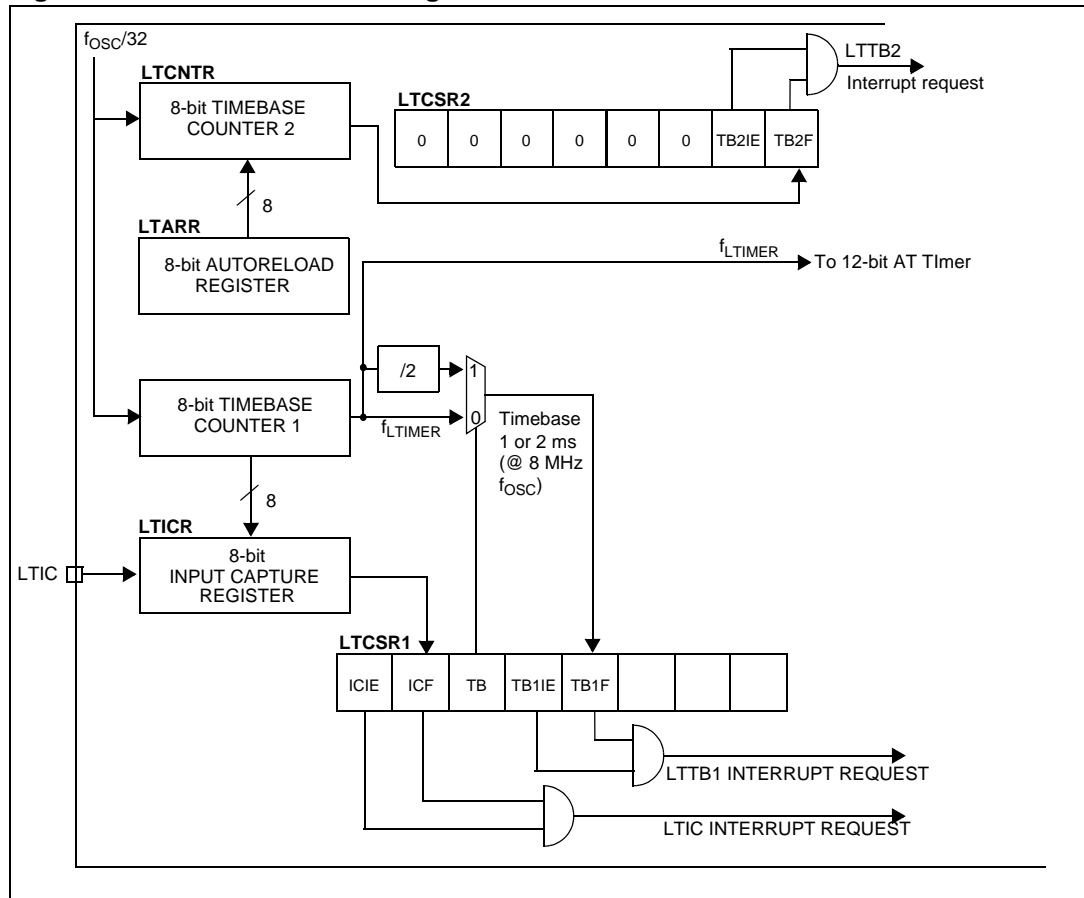 fOSC/32
LTCNTR
8-bit TIMEBASE
COUNTER 2
8
LTARR
8-bit AUTORELOAD
REGISTER
LTCSR2
0 0 0 0 0 0 TB2IE TB2F
LTTB2
Interrupt request
fLTIMER
To 12-bit AT TImer
/2
1
0
8-bit TIMEBASE
COUNTER 1
fLTIMER
Timebase
1 or 2 ms
(@ 8 MHz
fOSC)
8
LTICR
LTIC
8-bit
INPUT CAPTURE
REGISTER
LTCSR1
ICIE ICF TB TB1IE TB1F
LTTB1 INTERRUPT REQUEST
LTIC INTERRUPT REQUEST